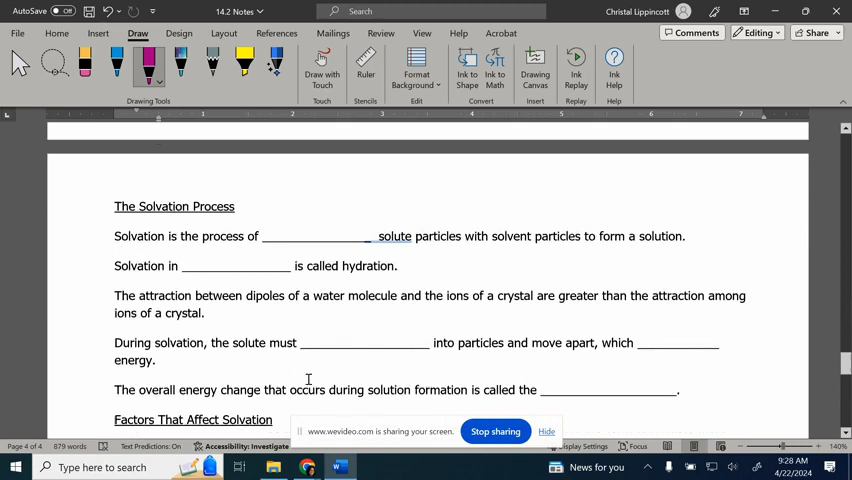 AutoSave Off 14.2 Notes Search Christal Lippincott
File Home Insert Draw Design Layout References Mailings Review View Help Acrobat Comments Editing Share
Draw with Touch Ruler Format Background Ink to Shape Ink to Math Drawing Canvas Ink Replay Ink Help
Drawing Tools Touch Stencils Edit Convert Insert Replay Help
1 2 3 4 5 6 7
The Solvation Process
Solvation is the process of ________________ solute particles with solvent particles to form a solution.
Solvation in ________________ is called hydration.
The attraction between dipoles of a water molecule and the ions of a crystal are greater than the attraction among
ions of a crystal.
During solvation, the solute must ___________________ into particles and move apart, which ____________
energy.
The overall energy change that occurs during solution formation is called the ____________________.
Factors That Affect Solvation
www.wevideo.com is sharing your screen. Stop sharing Hide
Page 4 of 4 879 words Text Predictions: On Accessibility: Investigate Display Settings Focus 140%
Type here to search News for you 9:28 AM
4/22/2024